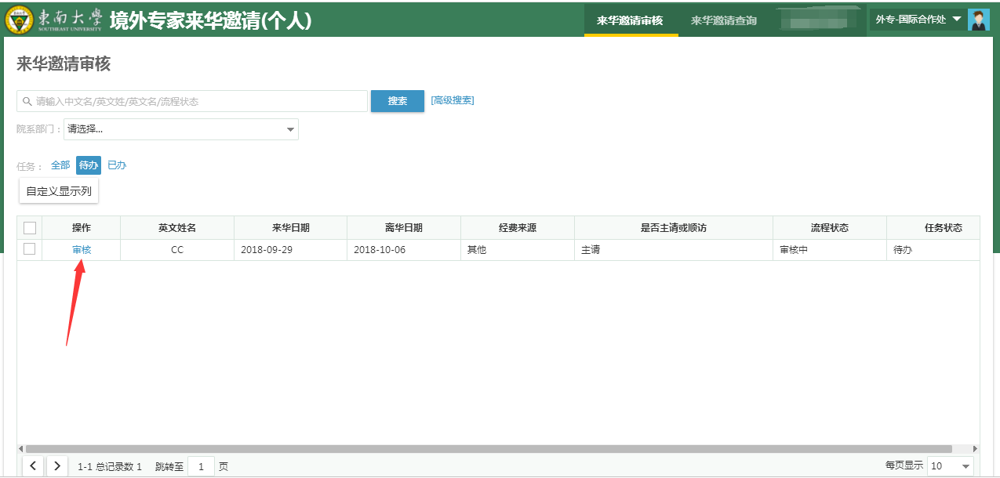 東南大學 境外专家来华邀请(个人) 来华邀请审核 来华邀请查询 外专-国际合作处
SOUTHEAST UNIVERSITY
来华邀请审核
请输入中文名/英文姓/英文名/流程状态 搜索 [高级搜索]
院系部门： 请选择...
任务： 全部 待办 已办
自定义显示列
操作 英文姓名 来华日期 离华日期 经费来源 是否主请或顺访 流程状态 任务状态
审核 CC 2018-09-29 2018-10-06 其他 主请 审核中 待办
1-1 总记录数 1 跳转至 1 页 每页显示 10